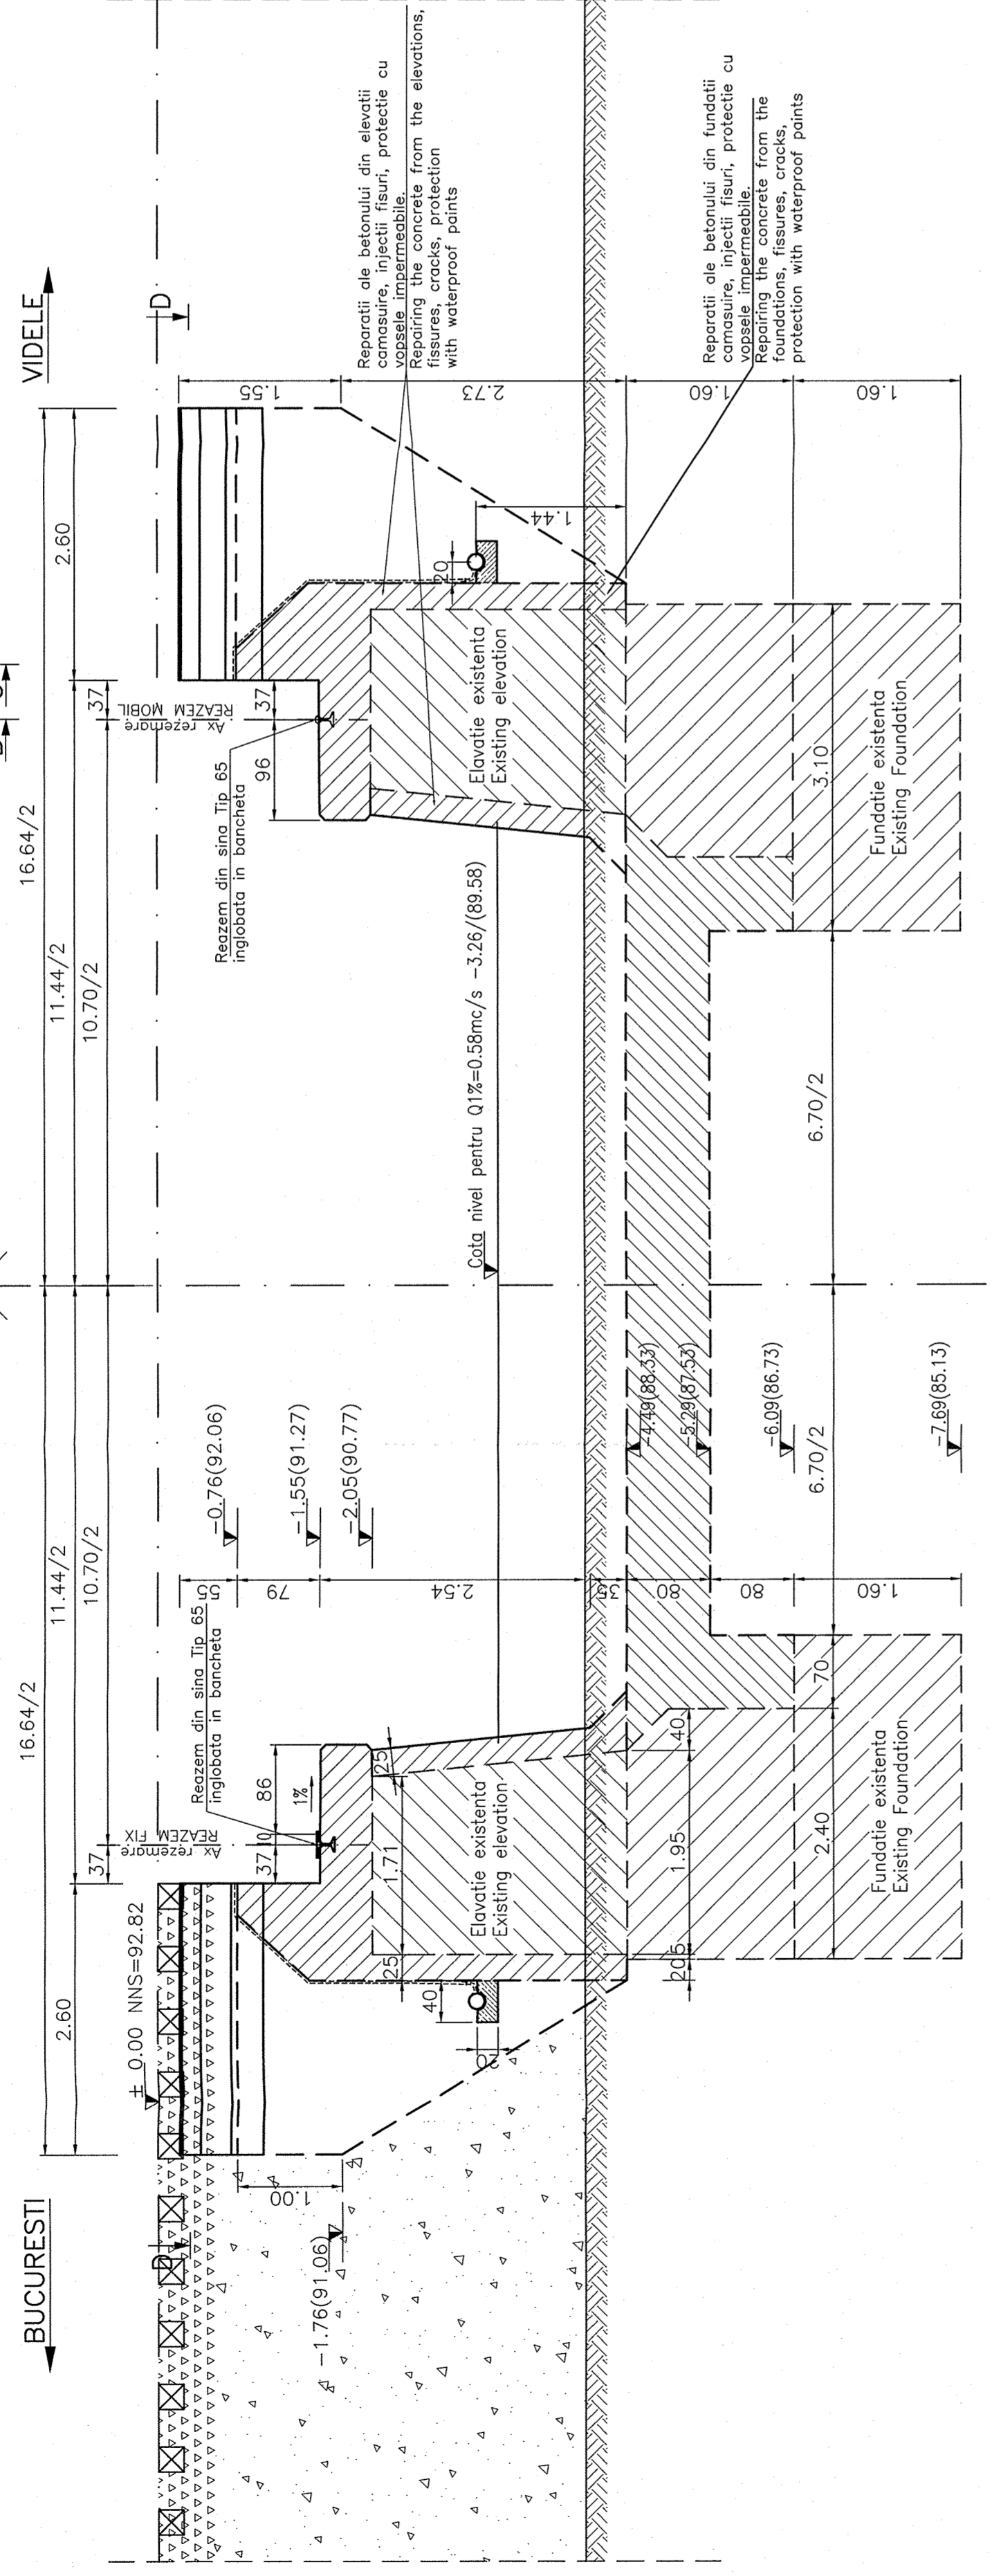 BUCURESTI
VIDELE
16.64/2
16.64/2
2.60
11.44/2
11.44/2
2.60
37
10.70/2
10.70/2
37
± 0.00 NNS=92.82
Ax rezemare
REAZEM FIX
Ax rezemare
REAZEM MOBIL
D
D
Reazem din sina Tip 65
inglobata in bancheta
Reazem din sina Tip 65
inglobata in bancheta
37
10
86
1%
96
37
-0.76(92.06)
-1.55(91.27)
-2.05(90.77)
55
79
2.54
35
80
80
1.60
1.00
-1.76(91.06)
1.55
2.73
1.60
1.60
1.44
20
Reparatii ale betonului din elevatii
camasuire, injectii fisuri, protectie cu
vopsele impermeabile.
Repairing the concrete from the elevations,
fissures, cracks, protection
with waterproof paints
25
1.71
25
40
20
Elavatie existenta
Existing elevation
Elavatie existenta
Existing elevation
Cota nivel pentru Q1%=0.58mc/s -3.26/(89.58)
-4.49(88.33)
-5.29(87.53)
-6.09(86.73)
-7.69(85.13)
20
5
1.95
40
2.40
70
6.70/2
6.70/2
3.10
Fundatie existenta
Existing Foundation
Fundatie existenta
Existing Foundation
Reparatii ale betonului din fundatii
camasuire, injectii fisuri, protectie cu
vopsele impermeabile.
Repairing the concrete from the
foundations, fissures, cracks,
protection with waterproof paints